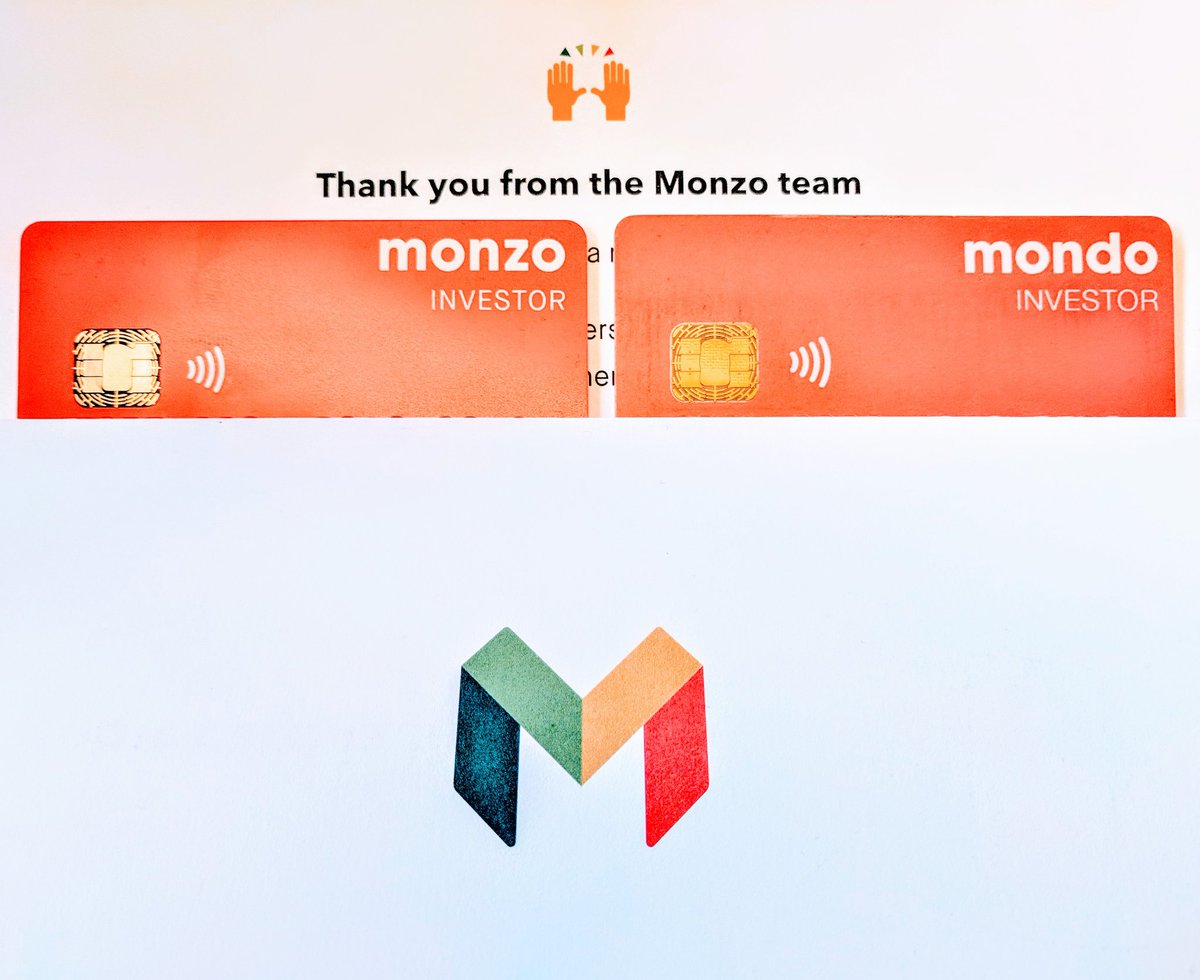 Thank you from the Monzo team
monzo
INVESTOR
mondo
INVESTOR
a